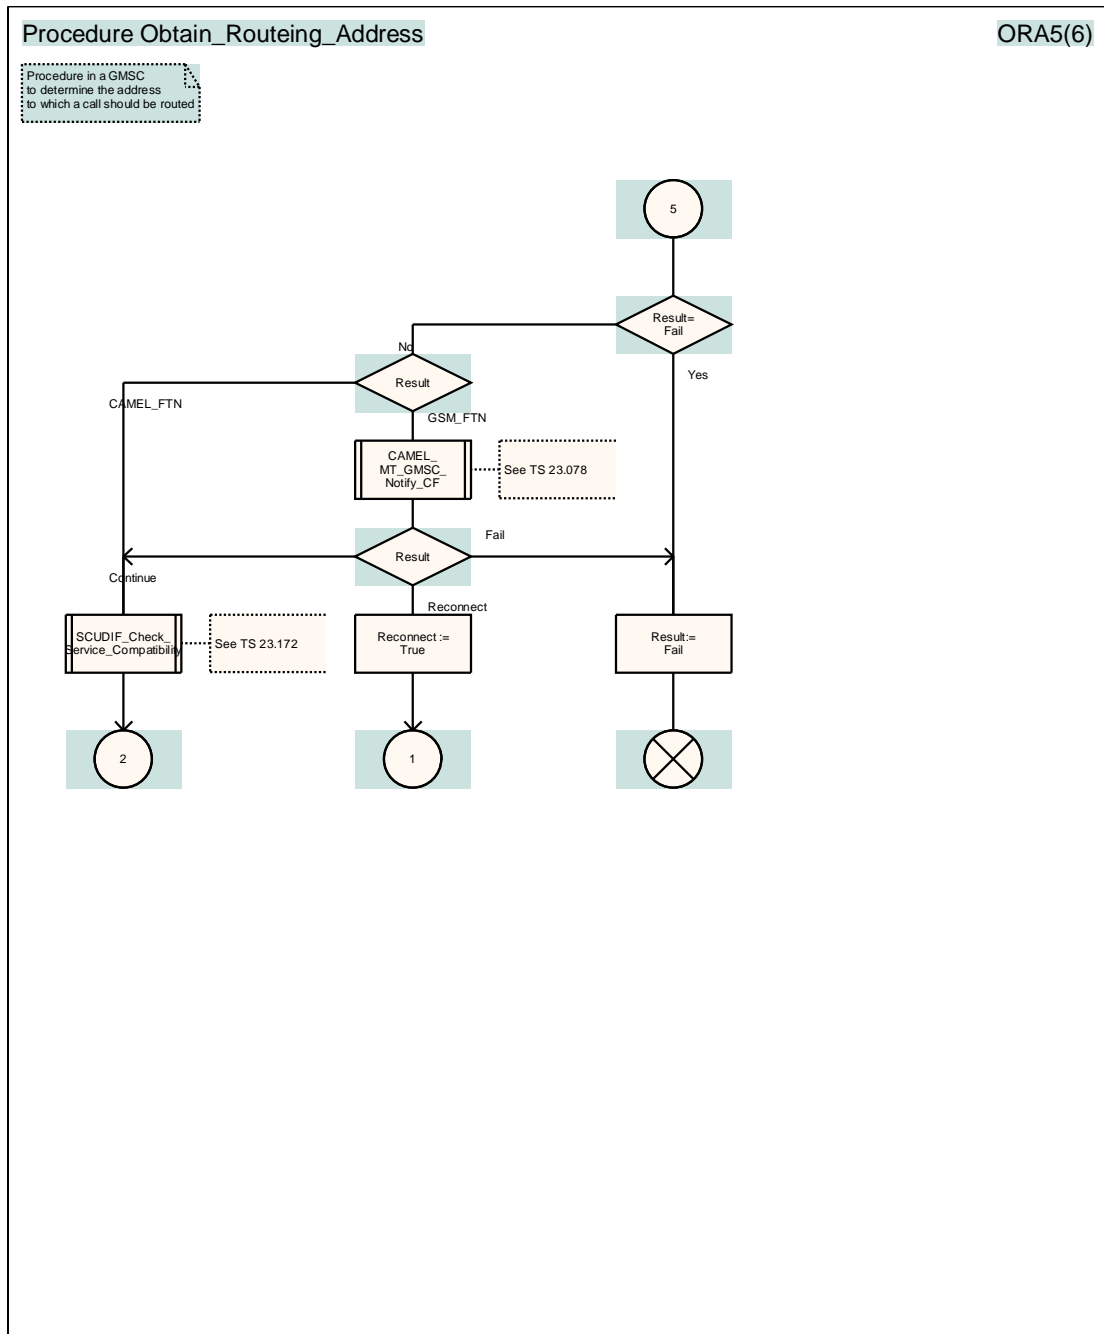 Procedure Obtain_Routeing_Address
ORA5(6)
Procedure in a GMSC
to determine the address
to which a call should be routed
5
Result=
Fail
No
Yes
Result
CAMEL_FTN
GSM_FTN
CAMEL_
MT_GMSC_
Notify_CF
See TS 23.078
Fail
Result
Continue
Reconnect
SCUDIF_Check_
Service_Compatibility
See TS 23.172
Reconnect :=
True
Result:=
Fail
2
1